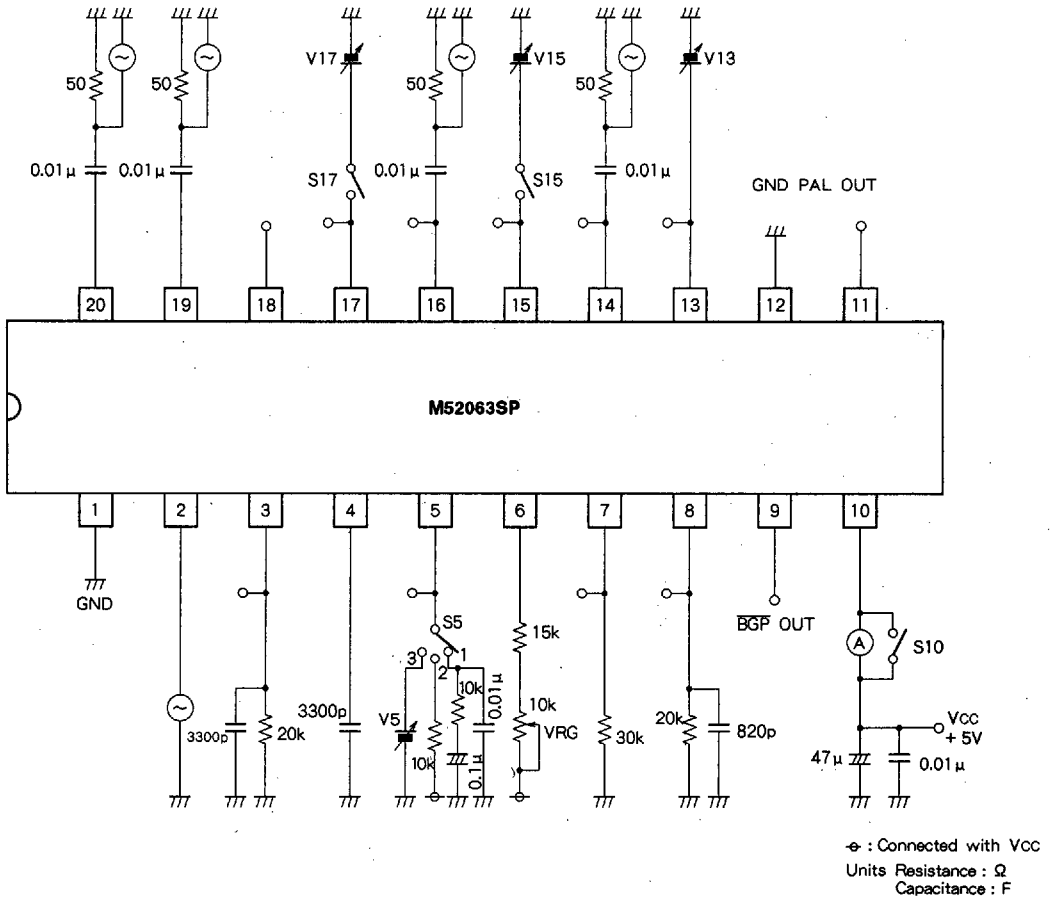 V17
V15
V13
50
50
50
50
0.01μ
0.01μ
S17
0.01μ
S15
0.01μ
GND PAL OUT
20
19
18
17
16
15
14
13
12
11
M52063SP
1
2
3
4
5
6
7
8
9
10
GND
BGP OUT
S5
3
2
1
15k
A
S10
3300p
20k
3300p
V5
10k
10k
0.1μ
0.01μ
10k
VRG
30k
20k
820p
47μ
0.01μ
VCC
+5V
: Connected with VCC
Units Resistance : Ω
Capacitance : F